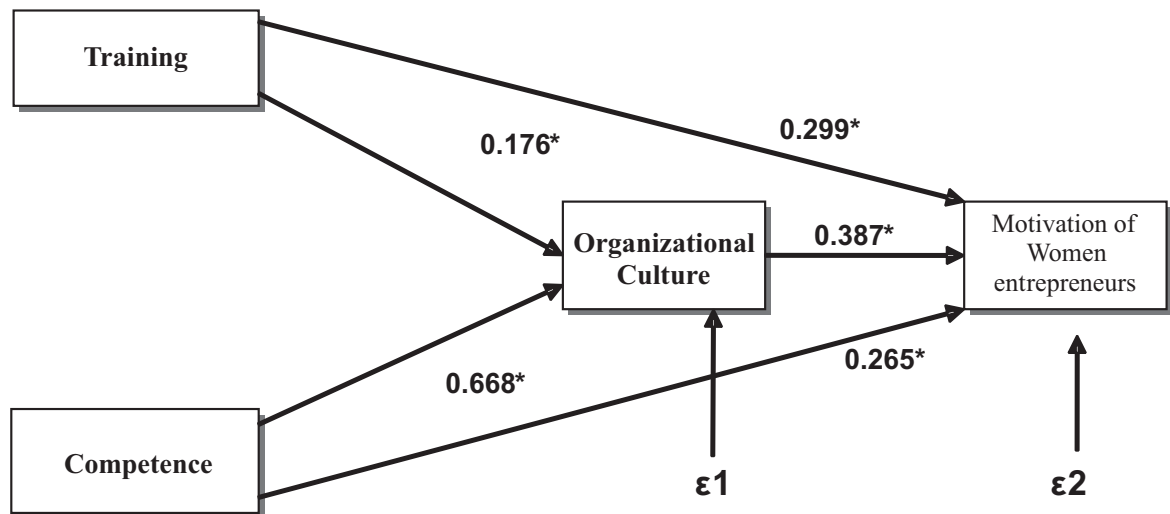 Training
0.299*
0.176*
Organizational
Culture
0.387*
Motivation of
Women
entrepreneurs
0.265*
0.668*
Competence
ε1
ε2